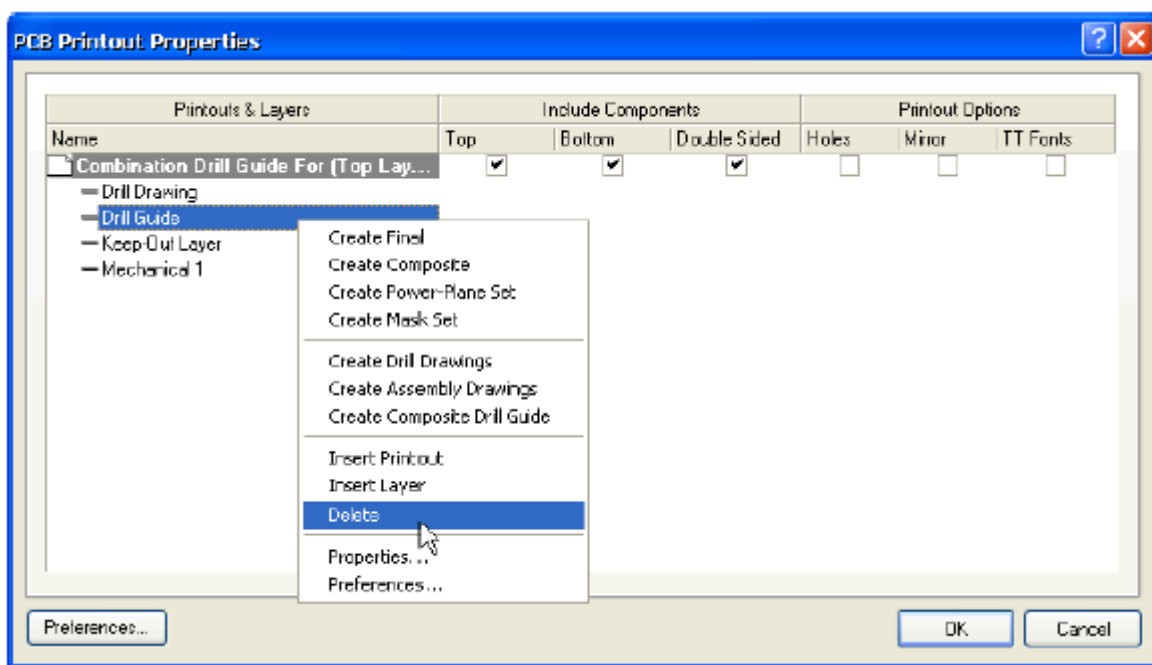 PCB Printout Properties
Printouts & Layers Include Components Printout Options
Name Top Bottom Double Sided Holes Mirror TT Fonts
Combination Drill Guide For (Top Lay....
Drill Drawing
Drill Guide
Keep-Out Layer
Mechanical 1
Create Final
Create Composite
Create Power-Plane Set
Create Mask Set
Create Drill Drawings
Create Assembly Drawings
Create Composite Drill Guide
Insert Printout
Insert Layer
Delete
Properties...
Preferences...
Preferences... OK Cancel